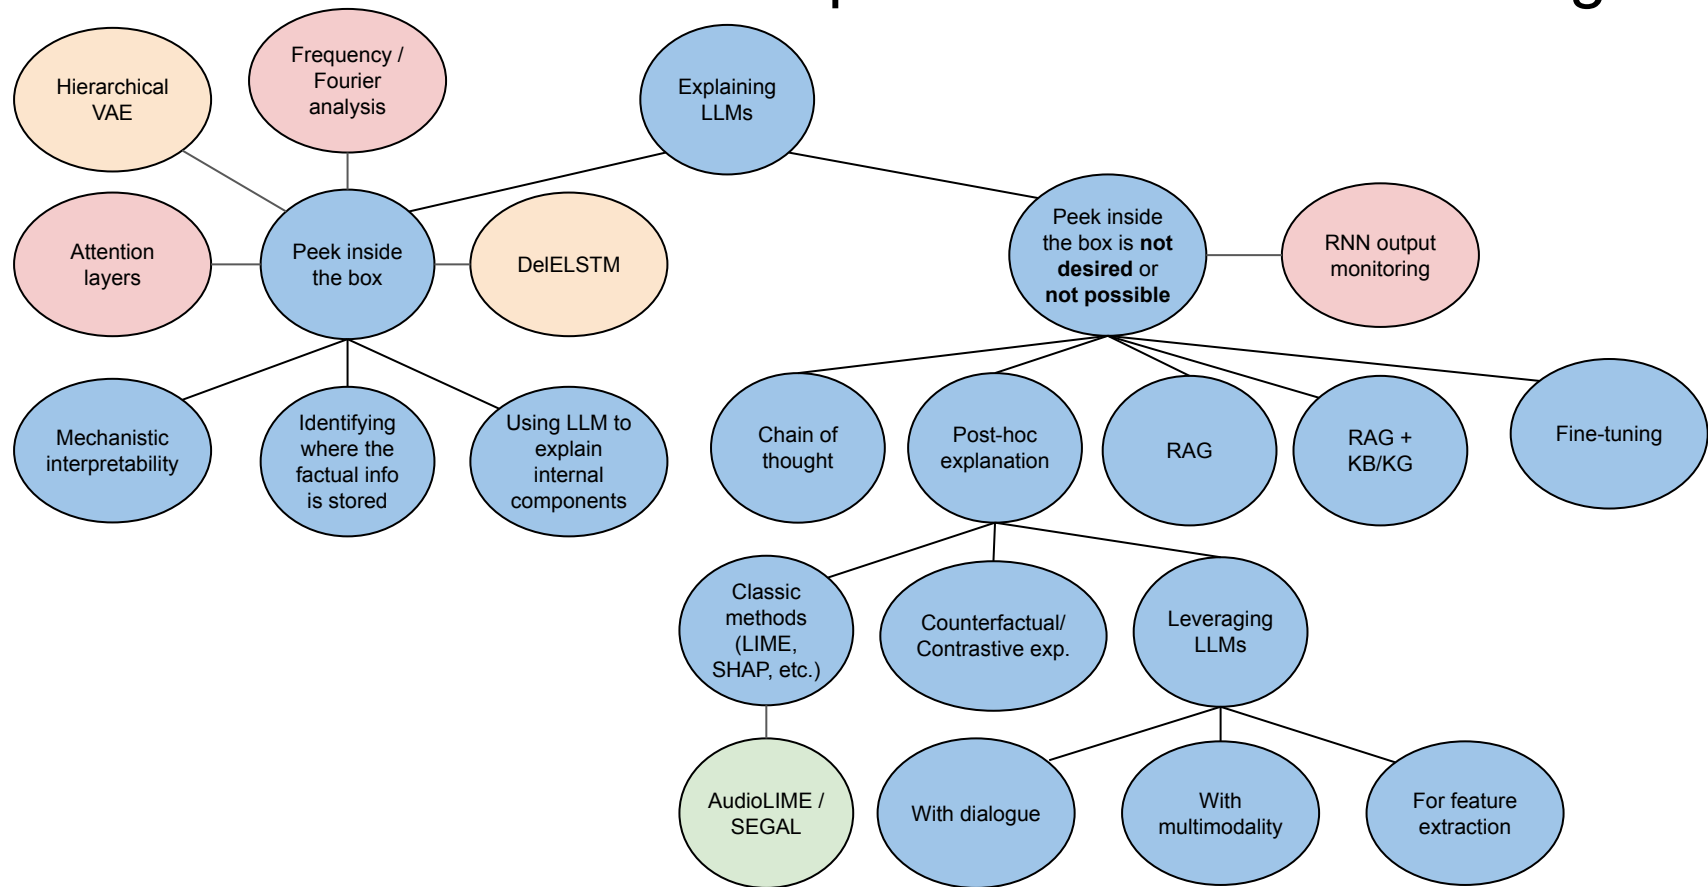 Hierarchical
VAE
Frequency /
Fourier
analysis
Explaining
LLMs
Attention
layers
Peek inside
the box
DelELSTM
Peek inside
the box is not
desired or
not possible
RNN output
monitoring
Mechanistic
interpretability
Identifying
where the
factual info
is stored
Using LLM to
explain
internal
components
Chain of
thought
Post-hoc
explanation
RAG
RAG +
KB/KG
Fine-tuning
Classic
methods
(LIME,
SHAP, etc.)
Counterfactual/
Contrastive exp.
Leveraging
LLMs
AudioLIME /
SEGAL
With dialogue
With
multimodality
For feature
extraction